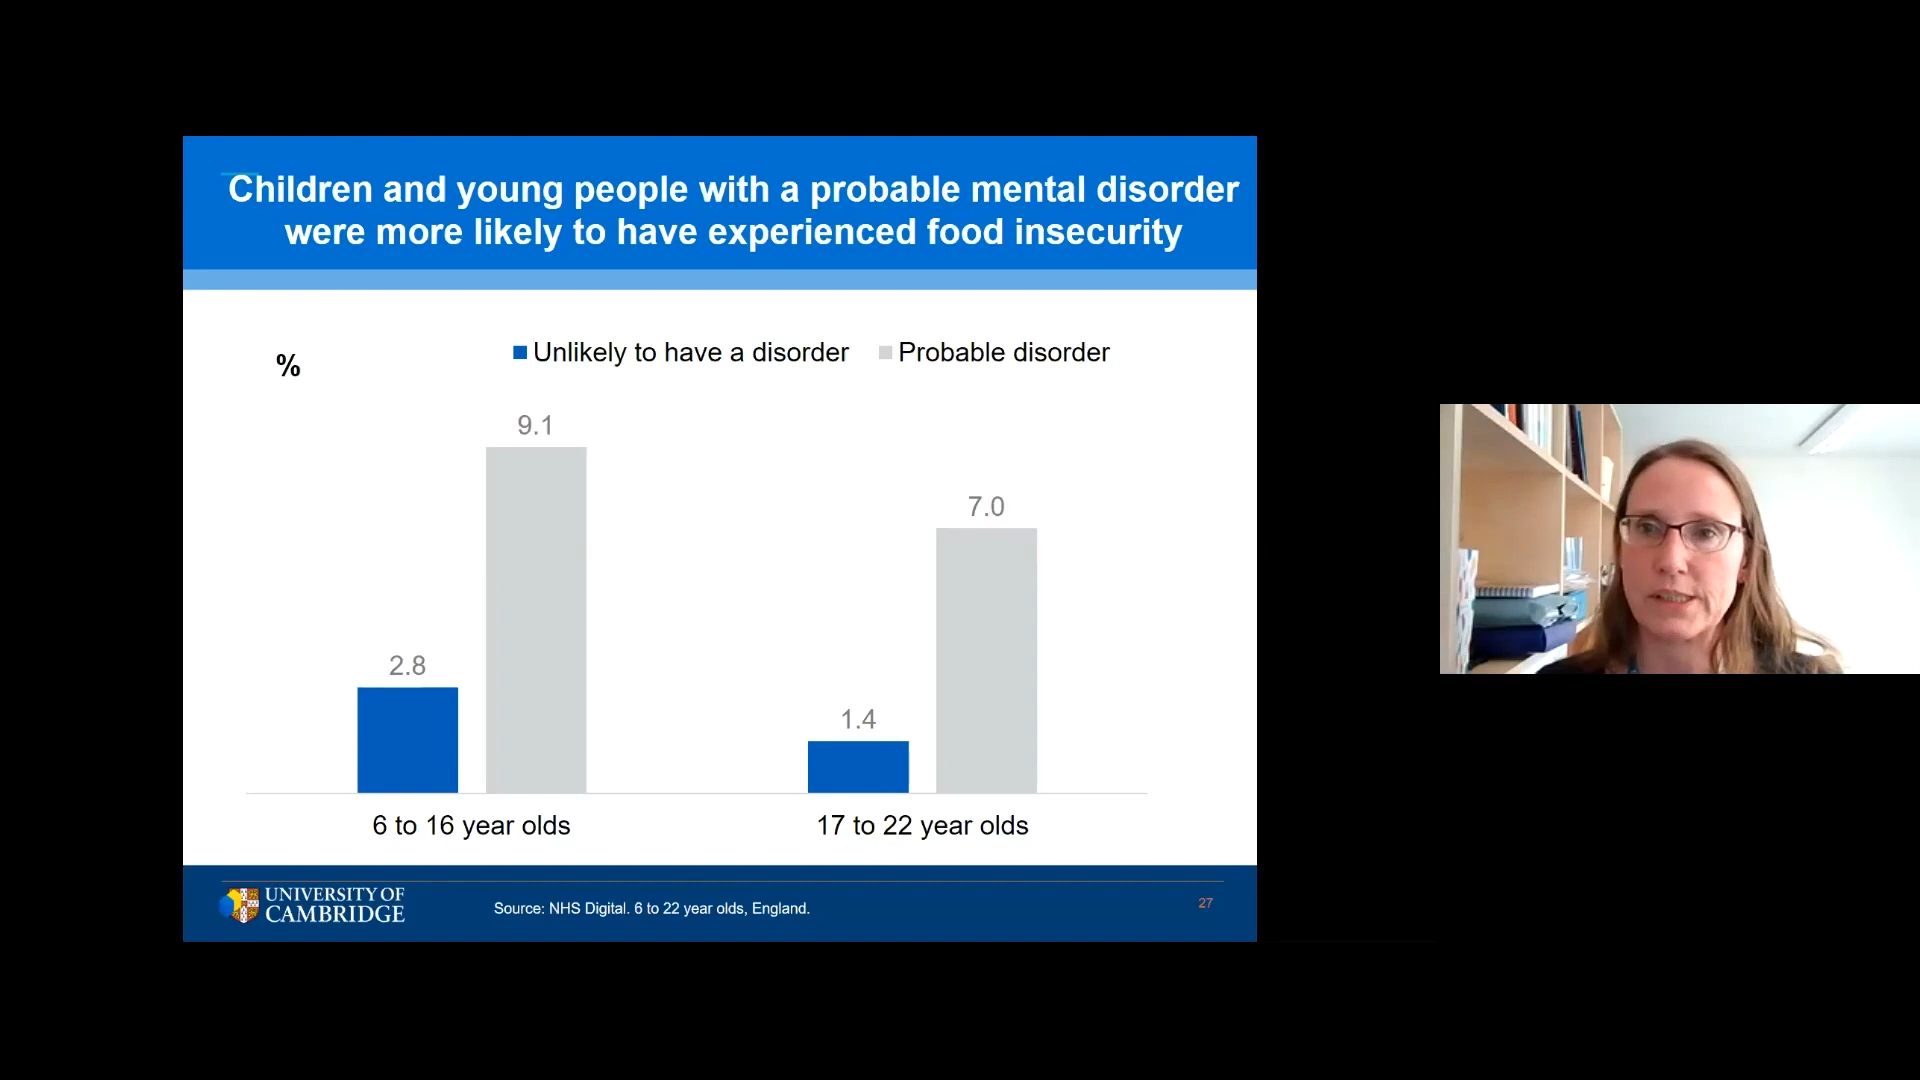 Children and young people with a probable mental disorder
were more likely to have experienced food insecurity
%
Unlikely to have a disorder
Probable disorder
9.1
7.0
2.8
1.4
6 to 16 year olds
17 to 22 year olds
UNIVERSITY OF
CAMBRIDGE
Source: NHS Digital. 6 to 22 year olds, England.
27